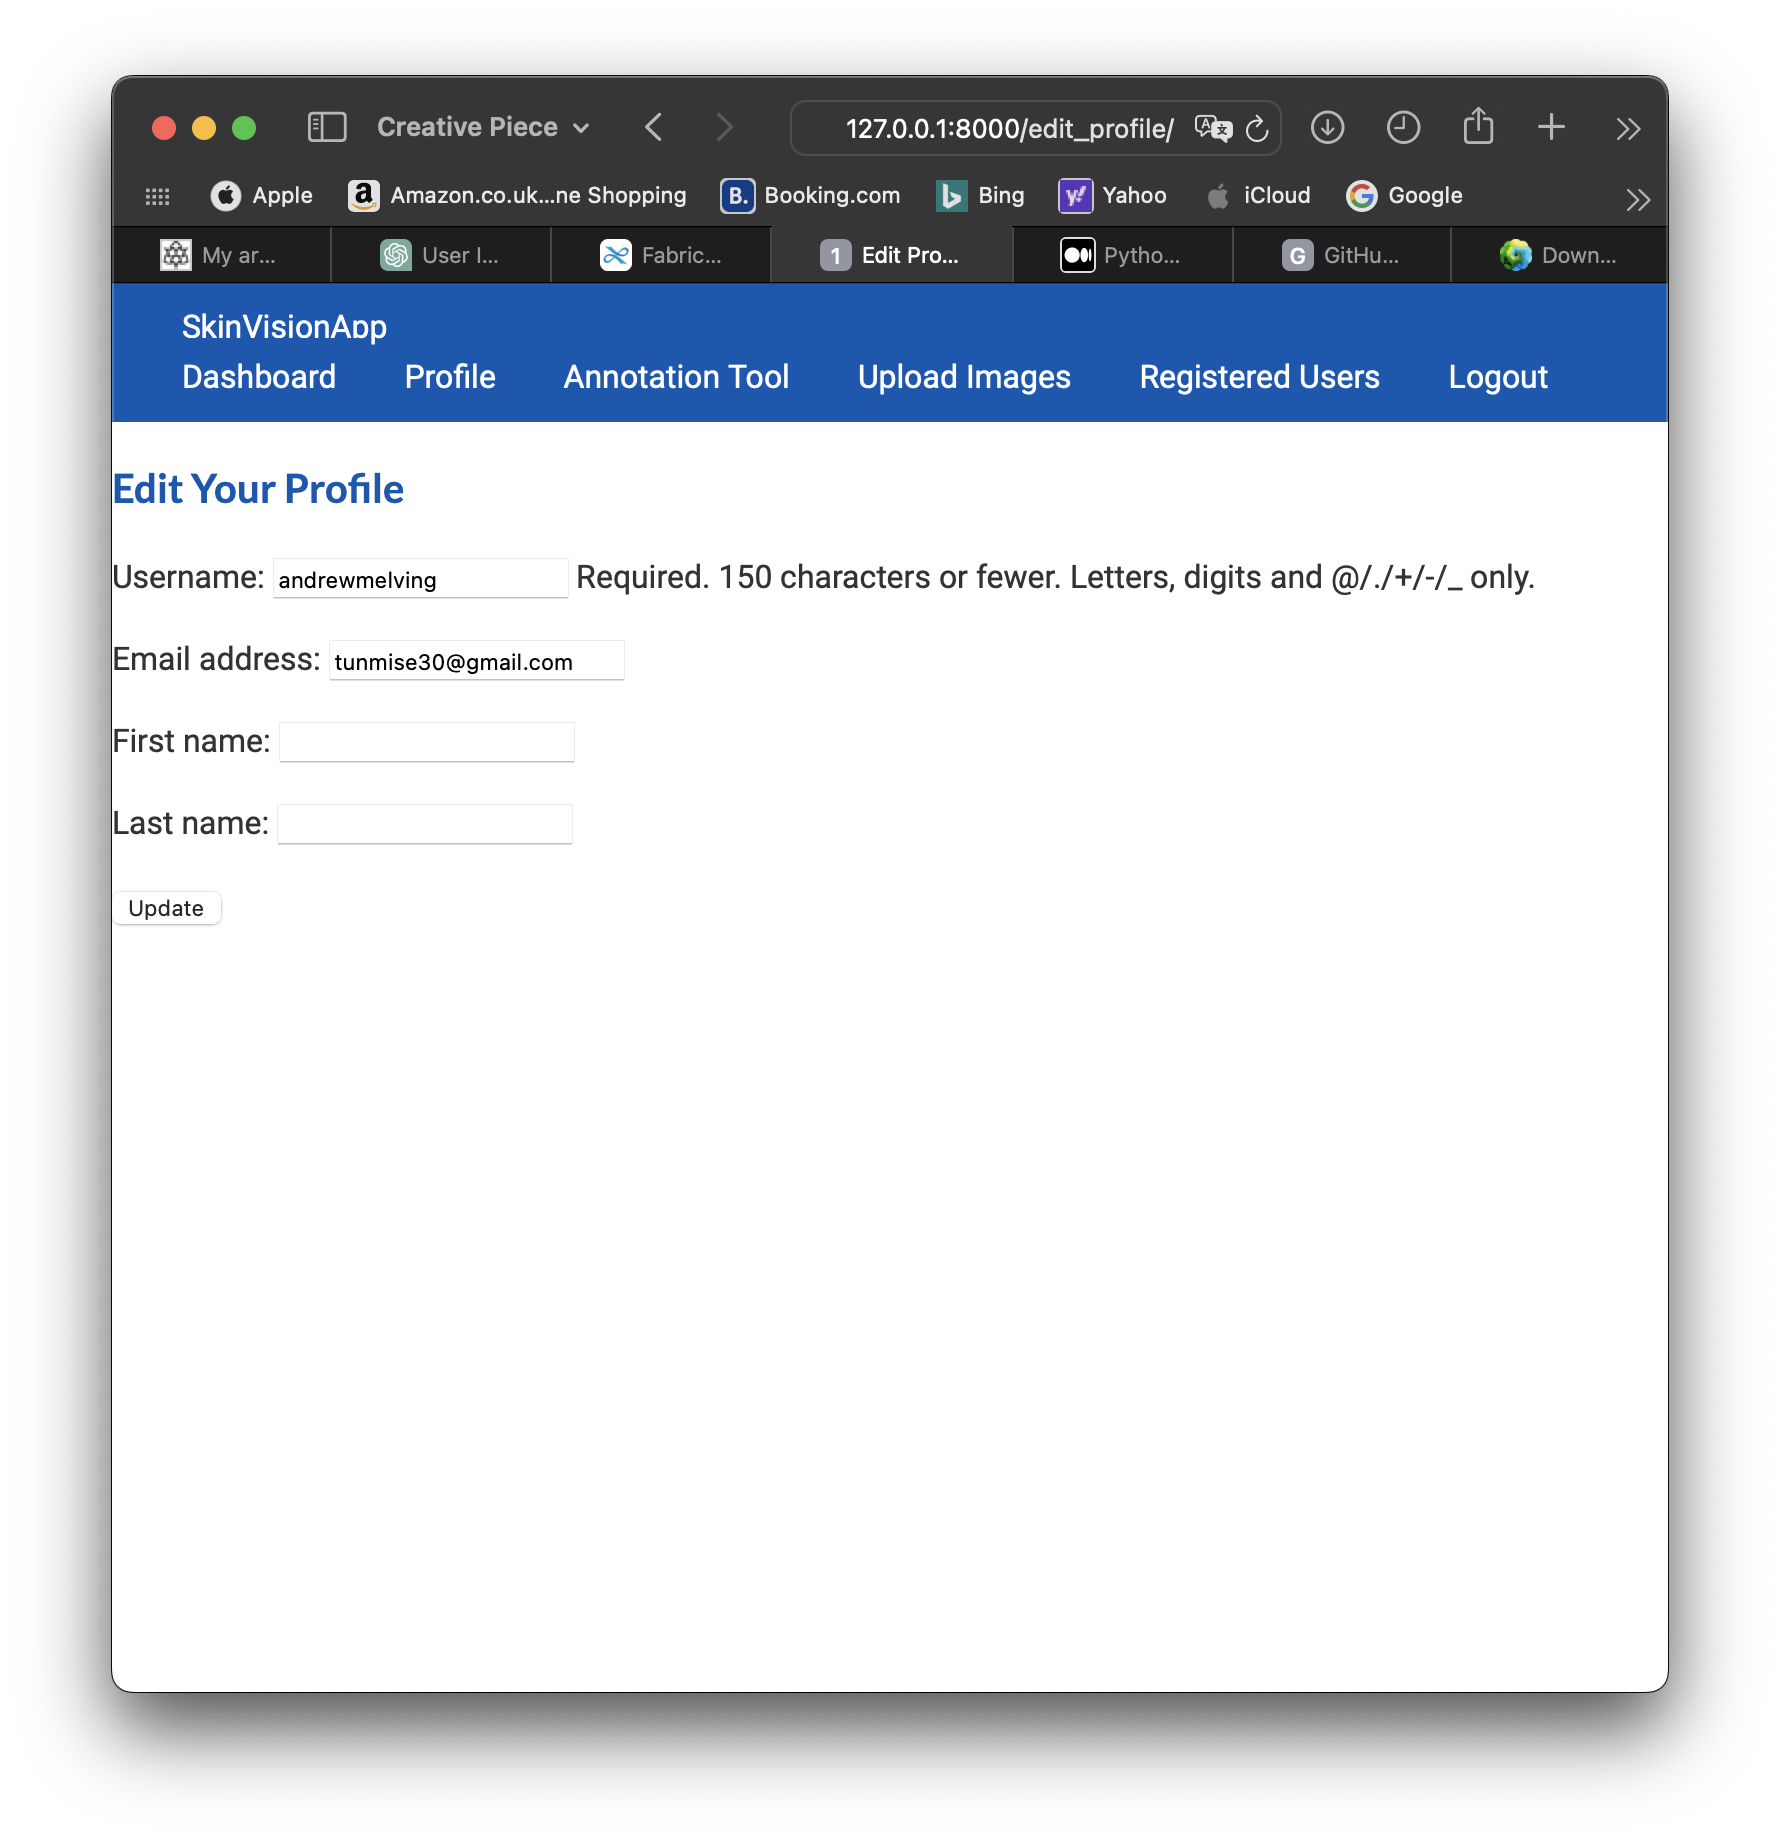 Creative Piece
127.0.0.1:8000/edit_profile/
Apple
Amazon.co.uk...ne Shopping
Booking.com
Bing
Yahoo
iCloud
Google
My ar...
User I...
Fabric...
1 Edit Pro...
Pytho...
G GitHu...
Down...
SkinVisionApp
Dashboard Profile Annotation Tool Upload Images Registered Users Logout
Edit Your Profile
Username: andrewmelving Required. 150 characters or fewer. Letters, digits and @/./+/-/_ only.
Email address: tunmise30@gmail.com
First name:
Last name:
Update